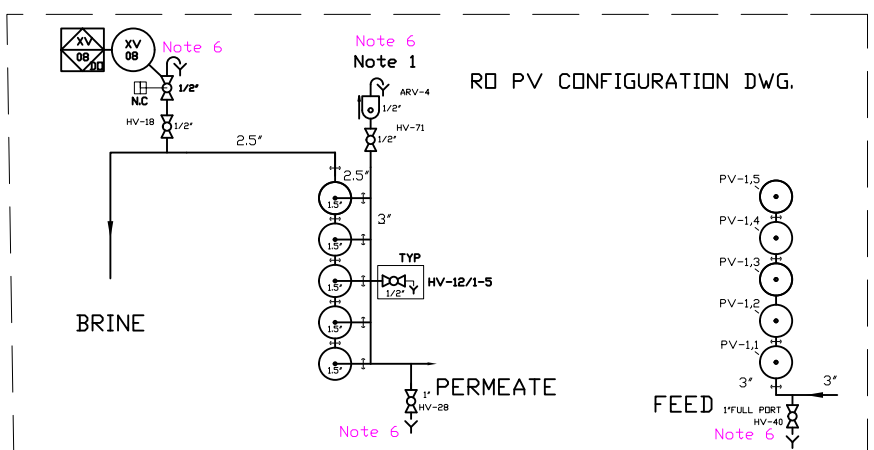 Note 6
Note 1
XV
08
XV
08
DO
Note 6
RO PV CONFIGURATION DWG.
ARV-4
1/2"
1/2"
N.C
HV-18
1/2"
HV-71
1/2"
2.5"
2.5"
PV-1,5
1.5"
3"
PV-1,4
1.5"
TYP
PV-1,3
1.5"
1/2"
HV-12/1-5
PV-1,2
1.5"
BRINE
PV-1,1
1.5"
PERMEATE
3"
3"
1"
HV-28
FEED
1"FULL PORT
HV-40
Note 6
Note 6